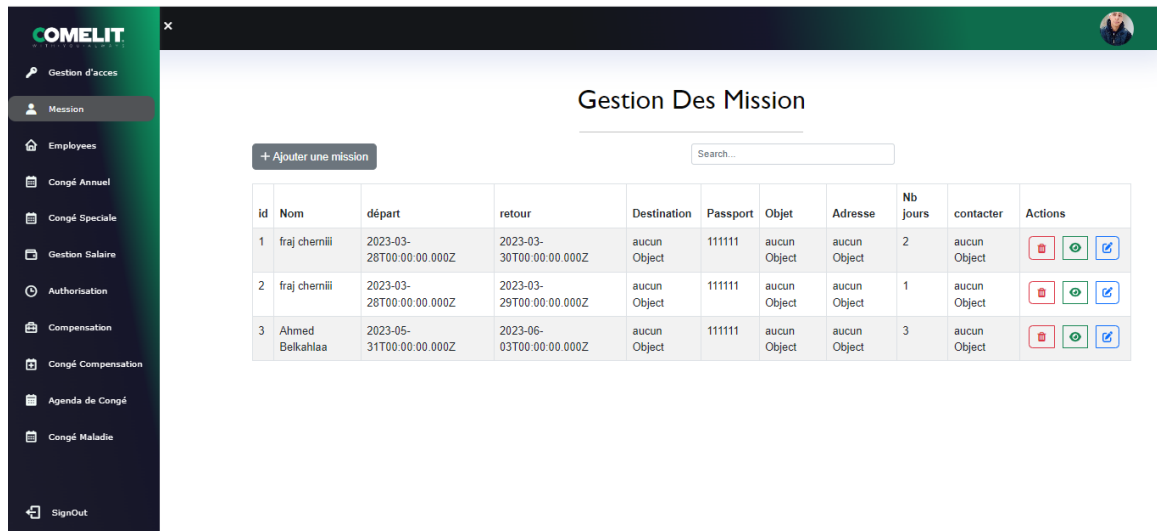 COMELIT
WITH YOU ALWAYS
×
Gestion d'acces
Mession
Employees
Congé Annuel
Congé Speciale
Gestion Salaire
Authorisation
Compensation
Congé Compensation
Agenda de Congé
Congé Maladie
SignOut
Gestion Des Mission
+ Ajouter une mission
Search...
id Nom départ retour Destination Passport Objet Adresse Nb jours contacter Actions
1 fraj cherniii 2023-03-28T00:00:00.000Z 2023-03-30T00:00:00.000Z aucun Object 111111 aucun Object aucun Object 2 aucun Object
2 fraj cherniii 2023-03-28T00:00:00.000Z 2023-03-29T00:00:00.000Z aucun Object 111111 aucun Object aucun Object 1 aucun Object
3 Ahmed Belkahlaa 2023-05-31T00:00:00.000Z 2023-06-03T00:00:00.000Z aucun Object 111111 aucun Object aucun Object 3 aucun Object